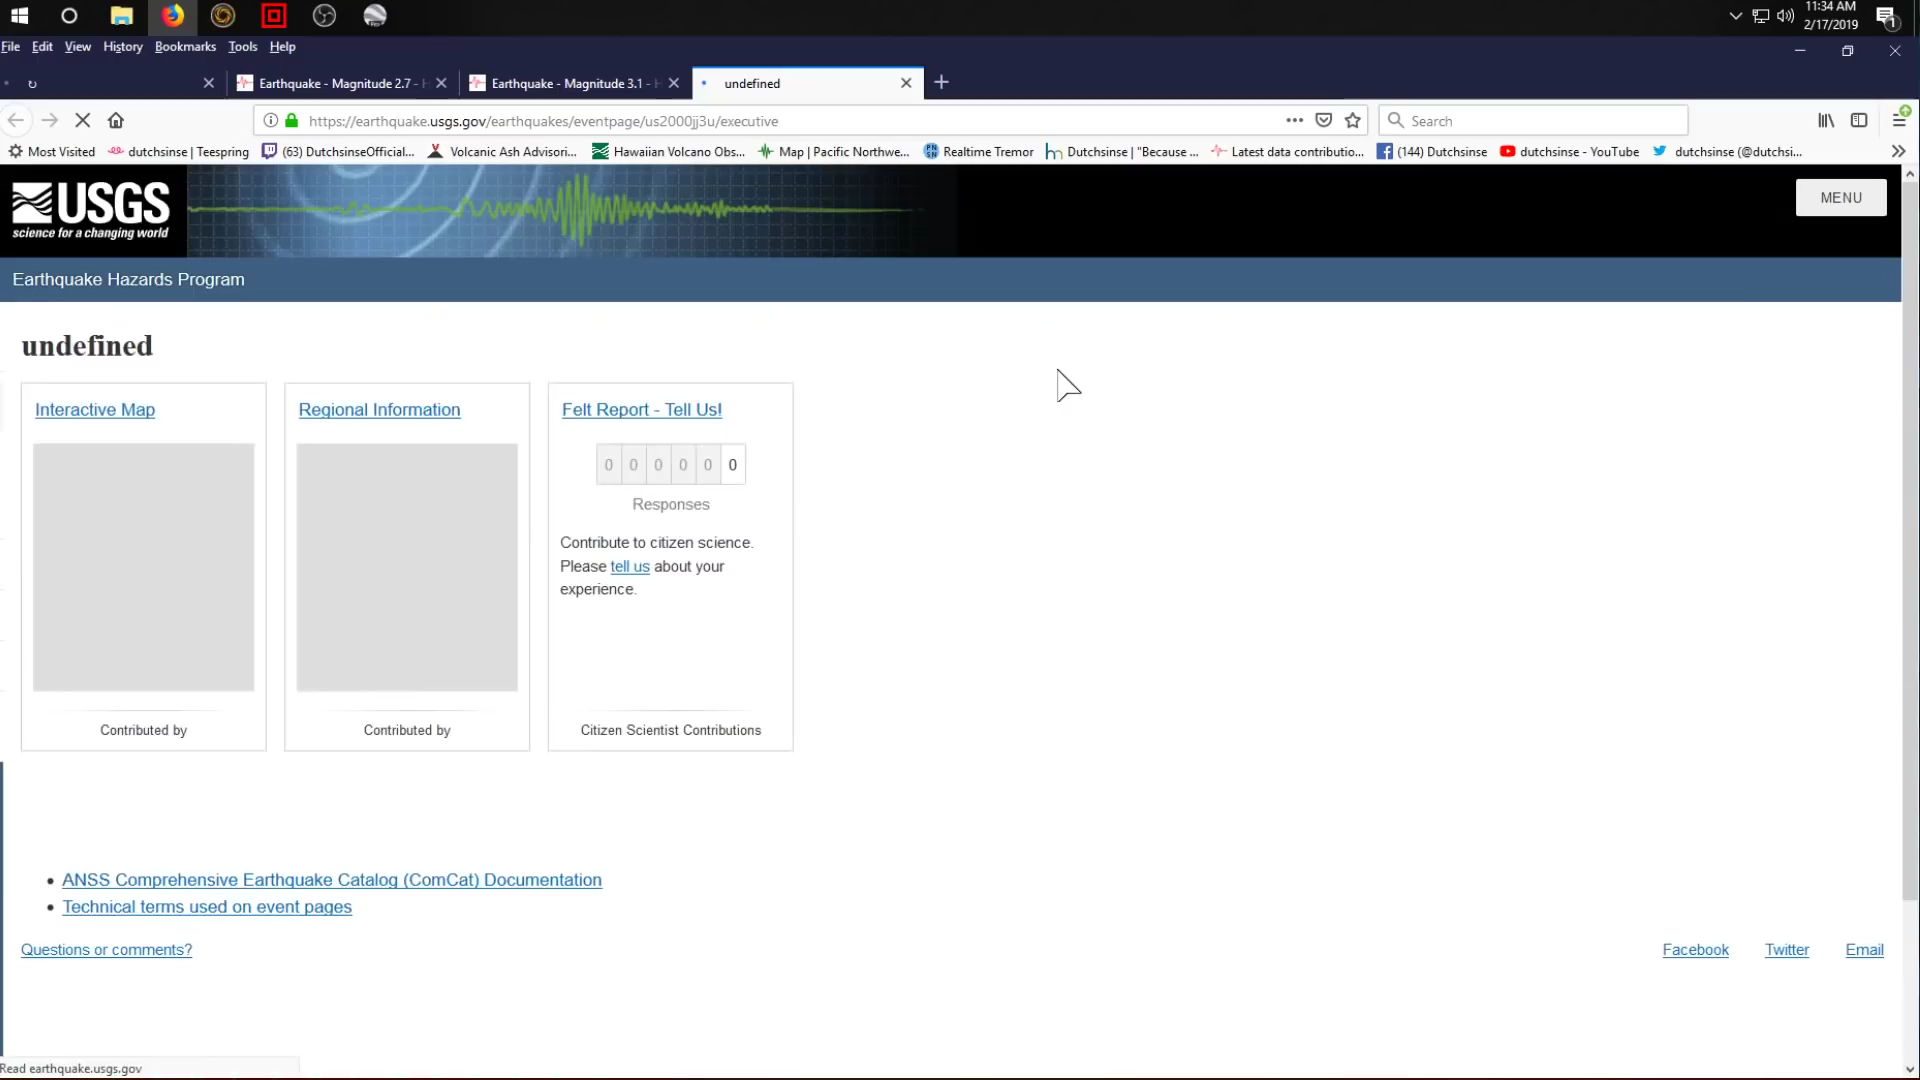 11:34 AM
2/17/2019
1
File Edit View History Bookmarks Tools Help
Earthquake - Magnitude 2.7 -
Earthquake - Magnitude 3.1 -
undefined
https://earthquake.usgs.gov/earthquakes/eventpage/us2000jj3u/executive
Search
Most Visited
dutchsinse | Teespring
(63) DutchsinseOfficial...
Volcanic Ash Advisori...
Hawaiian Volcano Obs...
Map | Pacific Northwe...
Realtime Tremor
Dutchsinse | "Because ...
Latest data contributio...
(144) Dutchsinse
dutchsinse - YouTube
dutchsinse (@dutchsi...
USGS
science for a changing world
MENU
Earthquake Hazards Program
undefined
Interactive Map
Contributed by
Regional Information
Contributed by
Felt Report - Tell Us!
0 0 0 0 0 0
Responses
Contribute to citizen science.
Please tell us about your
experience.
Citizen Scientist Contributions
ANSS Comprehensive Earthquake Catalog (ComCat) Documentation
Technical terms used on event pages
Questions or comments?
Facebook Twitter Email
Read earthquake.usgs.gov